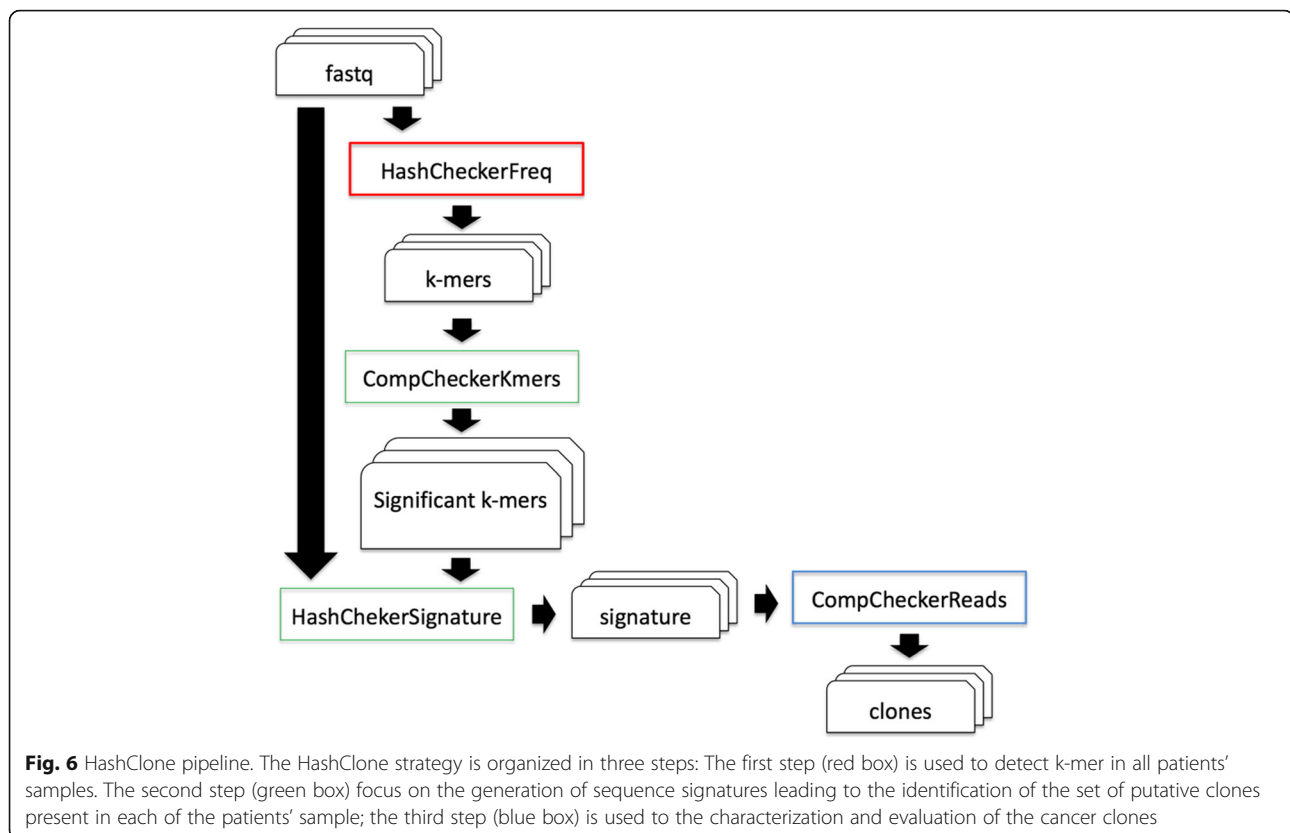 fastq
HashCheckerFreq
k-mers
CompCheckerKmers
Significant k-mers
HashChekerSignature
signature
CompCheckerReads
clones
Fig. 6 HashClone pipeline. The HashClone strategy is organized in three steps: The first step (red box) is used to detect k-mer in all patients’
samples. The second step (green box) focus on the generation of sequence signatures leading to the identification of the set of putative clones
present in each of the patients’ sample; the third step (blue box) is used to the characterization and evaluation of the cancer clones